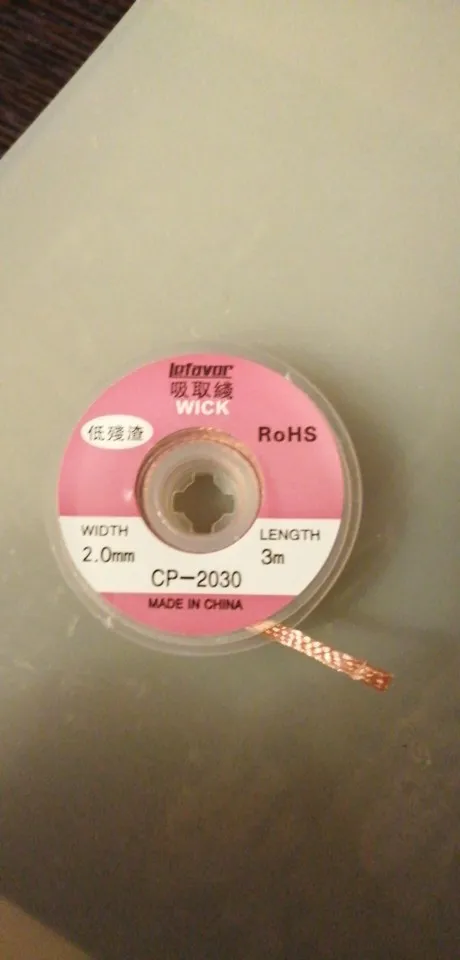 lefavor
吸取綫
WICK
低殘渣
RoHS
WIDTH
2.0mm
LENGTH
3m
CP-2030
MADE IN CHINA